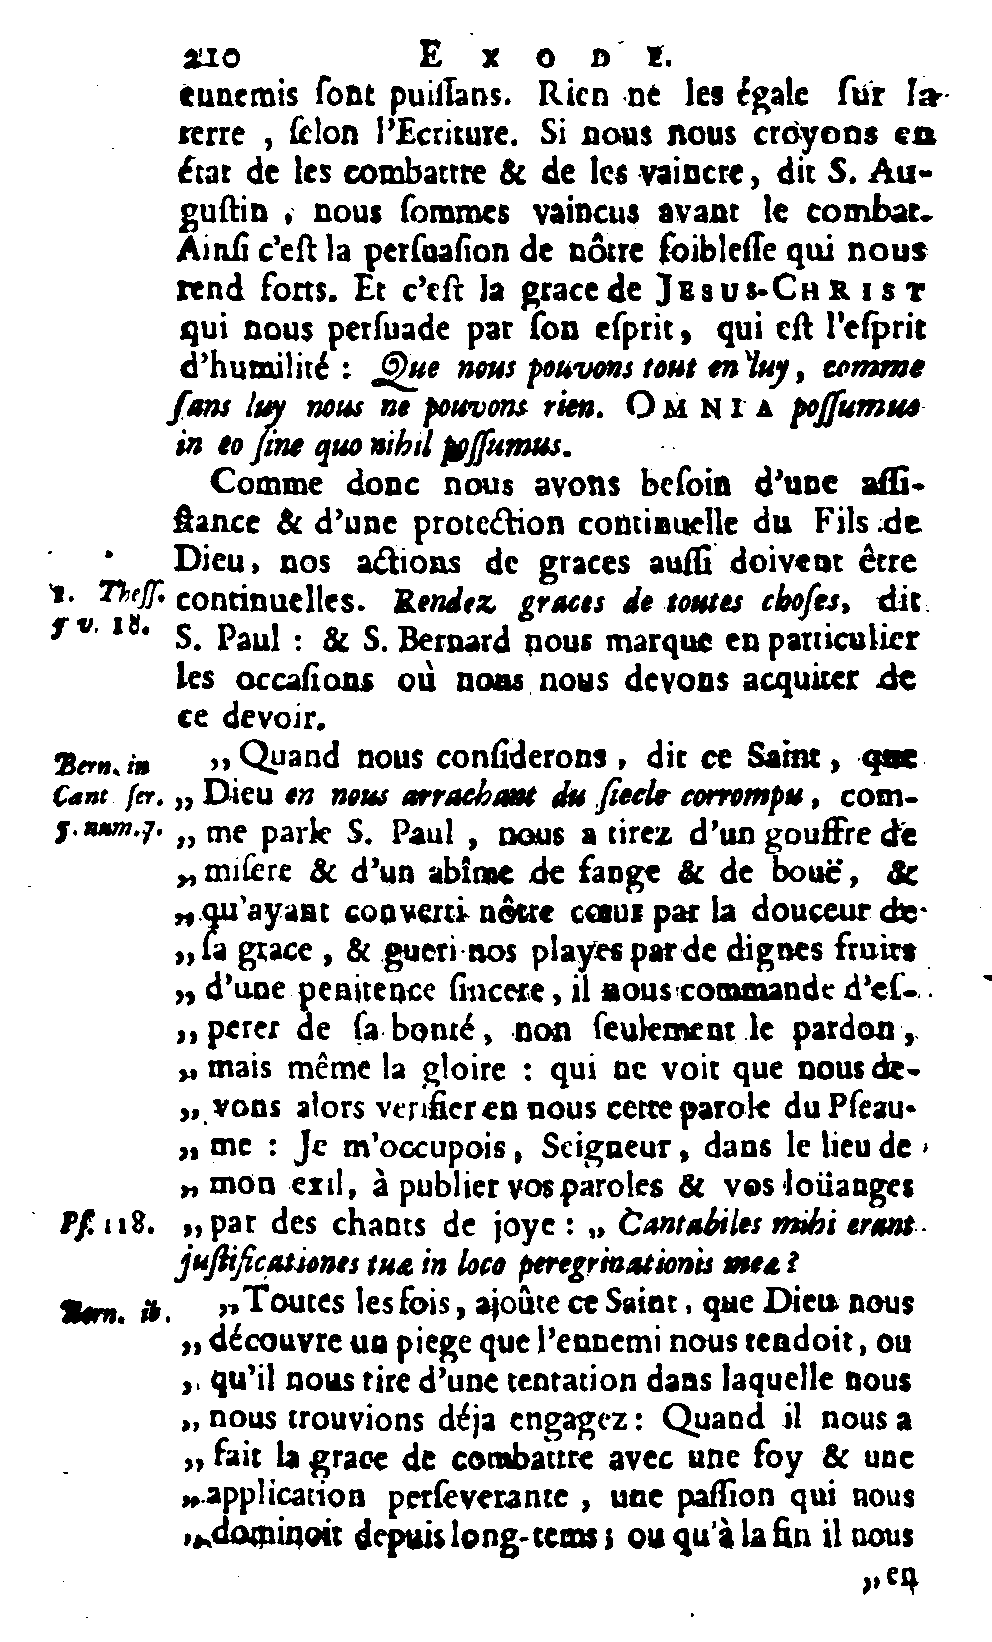 210 EXODE.
ennemis ſont puiſſans. Rien ne les égale ſur la
terre, ſelon l'Ecriture. Si nous nous croyons en
état de les combattre & de les vaincre, dit S. Au-
guſtin, nous ſommes vaincus avant le combat.
Ainſi c'eſt la perſuaſion de nôtre foibleſſe qui nous
rend forts. Et c'eſt la grace de JESUS-CHRIST
qui nous perſuade par ſon eſprit, qui eſt l'eſprit
d'humilité : Que nous pouvons tout en luy, comme
ſans luy nous ne pouvons rien. OMNIA poſſumus
in eo ſine quo nihil poſſumus.
Comme donc nous avons beſoin d'une aſſi-
ſtance & d'une protection continuelle du Fils de
Dieu, nos actions de graces auſſi doivent être
1. Theſſ. continuelles. Rendez graces de toutes choſes, dit
5 v. 18. S. Paul : & S. Bernard nous marque en particulier
les occaſions où nous nous devons acquiter de
ce devoir.
Bern. in „Quand nous conſiderons, dit ce Saint, que
Cant ſer. „ Dieu en nous arrachant du ſiecle corrompu, com-
5. num. 7. „ me parle S. Paul, nous a tirez d'un gouffre de
„ miſere & d'un abîme de fange & de bouë, &
„ qu'ayant converti nôtre cœur par la douceur de
„ ſa grace, & gueri nos playes par de dignes fruits
„ d'une penitence ſincere, il nous commande d'eſ-
„ perer de ſa bonté, non ſeulement le pardon,
„ mais même la gloire : qui ne voit que nous de-
„ vons alors verifier en nous cette parole du Pſeau-
„ me : Je m'occupois, Seigneur, dans le lieu de
„ mon exil, à publier vos paroles & vos loüanges
Pſ. 118. „ par des chants de joye : „ Cantabiles mihi erant
juſtificationes tuæ in loco peregrinationis meæ ?
Bern. ib. „Toutes les fois, ajoûte ce Saint, que Dieu nous
„ découvre un piege que l'ennemi nous tendoit, ou
„ qu'il nous tire d'une tentation dans laquelle nous
„ nous trouvions déja engagez : Quand il nous a
„ fait la grace de combattre avec une foy & une
„ application perſeverante, une paſſion qui nous
„ dominoit depuis long-tems ; ou qu'à la fin il nous
„ en